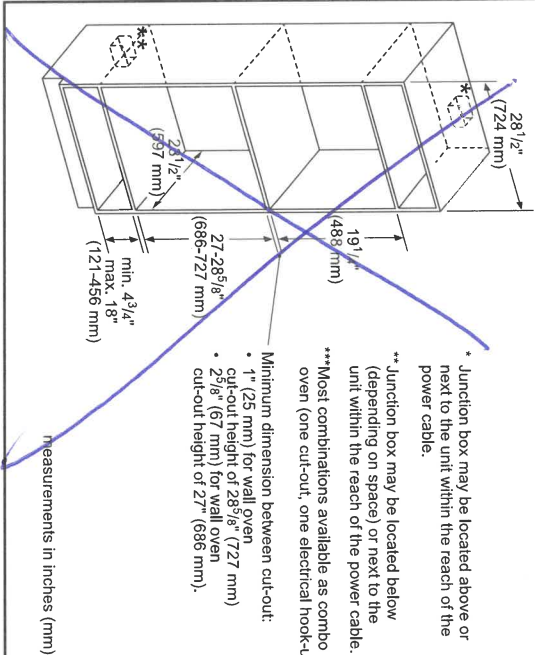 28 1/2"
(724 mm)
*
**
23 1/2"
(597 mm)
19 1/4"
(488 mm)
27-28 5/8"
(686-727 mm)
min. 4 3/4"
max. 18"
(121-456 mm)
* Junction box may be located above or
next to the unit within the reach of the
power cable.
** Junction box may be located below
(depending on space) or next to the
unit within the reach of the power cable.
***Most combinations available as combo
oven (one cut-out, one electrical hook-u
Minimum dimension between cut-out:
• 1" (25 mm) for wall oven
cut-out height of 28 5/8" (727 mm)
• 2 5/8" (67 mm) for wall oven
cut-out height of 27" (686 mm).
measurements in inches (mm)